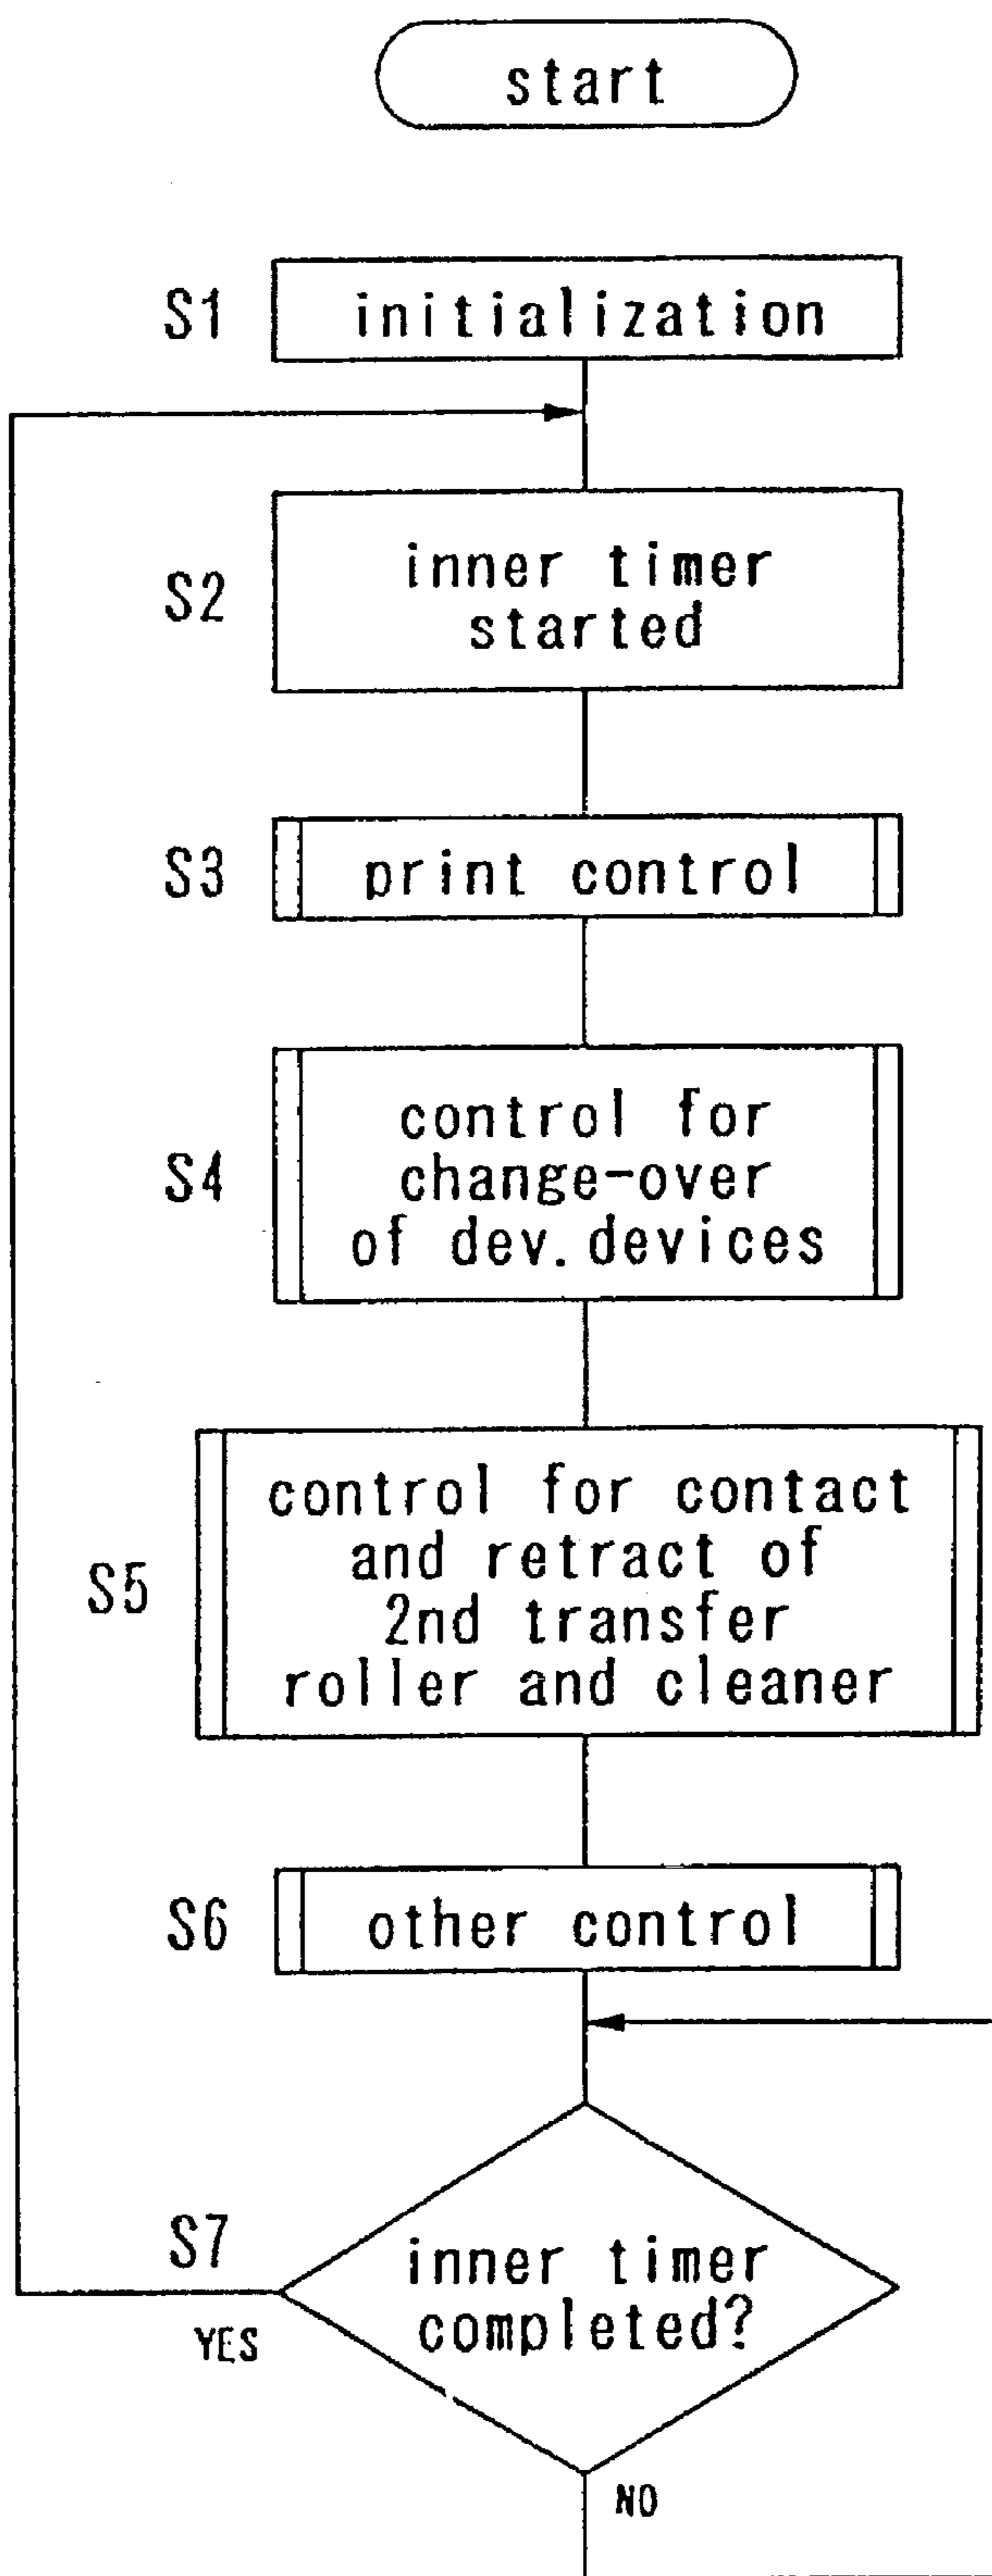 start
S1
initialization
S2
inner timer
started
S3
print control
S4
control for
change-over
of dev.devices
S5
control for contact
and retract of
2nd transfer
roller and cleaner
S6
other control
S7
inner timer
completed?
YES
NO